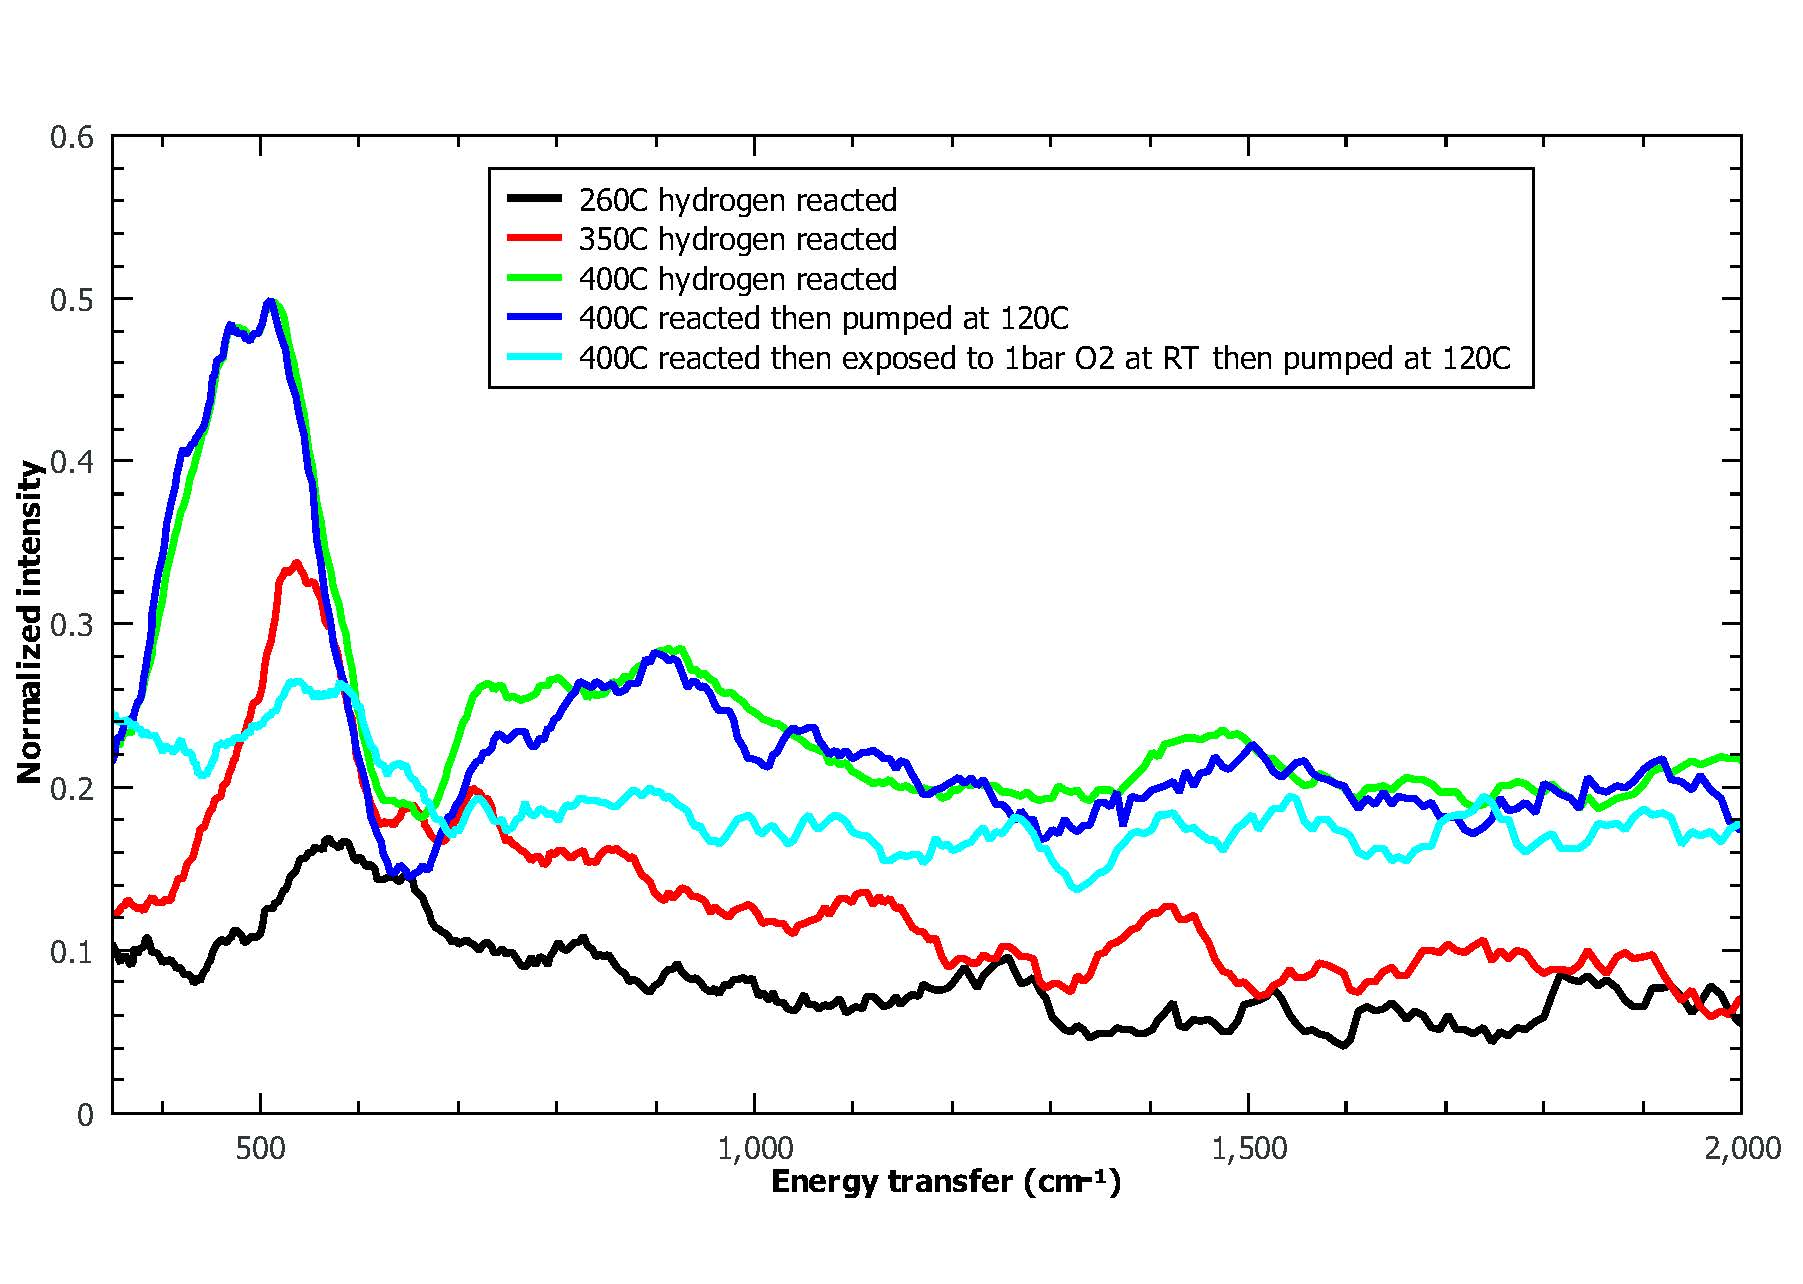 0.6
0.5
0.4
0.3
0.2
0.1
0
Normalized intensity
260C hydrogen reacted
350C hydrogen reacted
400C hydrogen reacted
400C reacted then pumped at 120C
400C reacted then exposed to 1bar O2 at RT then pumped at 120C
500 1,000 1,500 2,000
Energy transfer (cm⁻¹)